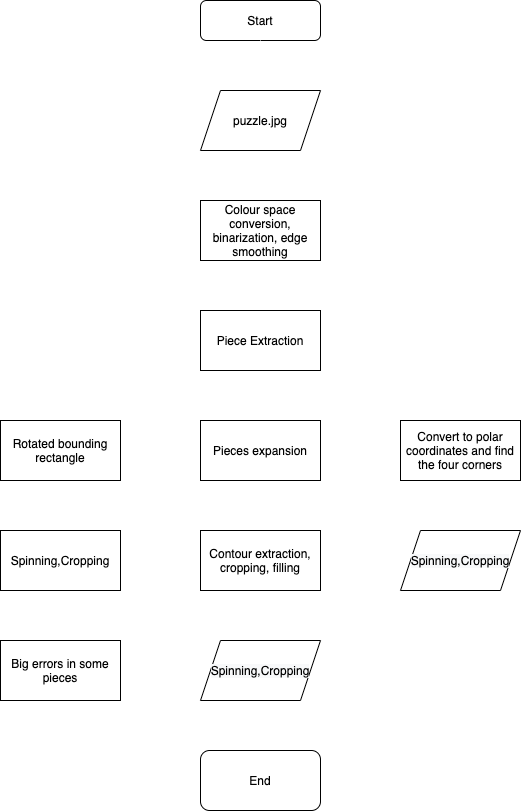 Start
puzzle.jpg
Colour space
conversion,
binarization, edge
smoothing
Piece Extraction
Rotated bounding
rectangle
Pieces expansion
Convert to polar
coordinates and find
the four corners
Spinning,Cropping
Contour extraction,
cropping, filling
Spinning,Cropping
Big errors in some
pieces
Spinning,Cropping
End